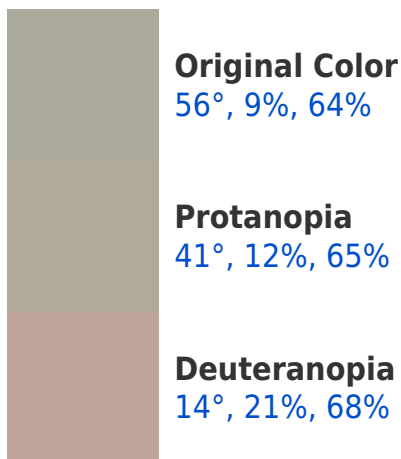 Original Color
56°, 9%, 64%
Protanopia
41°, 12%, 65%
Deuteranopia
14°, 21%, 68%